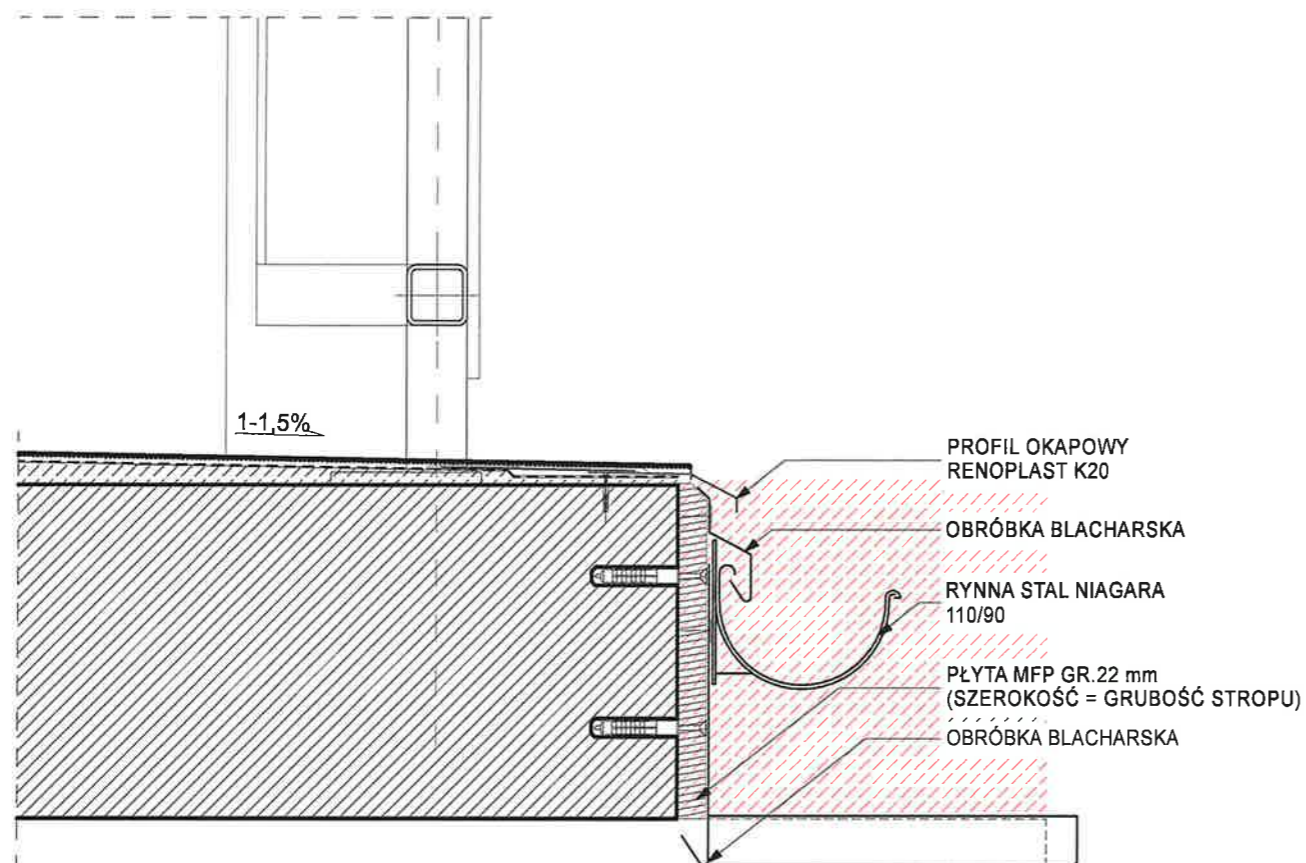 1-1,5%
PROFIL OKAPOWY
RENOPLAST K20
OBRÓBKA BLACHARSKA
RYNNA STAL NIAGARA
110/90
PŁYTA MFP GR.22 mm
(SZEROKOŚĆ = GRUBOŚĆ STROPU)
OBRÓBKA BLACHARSKA